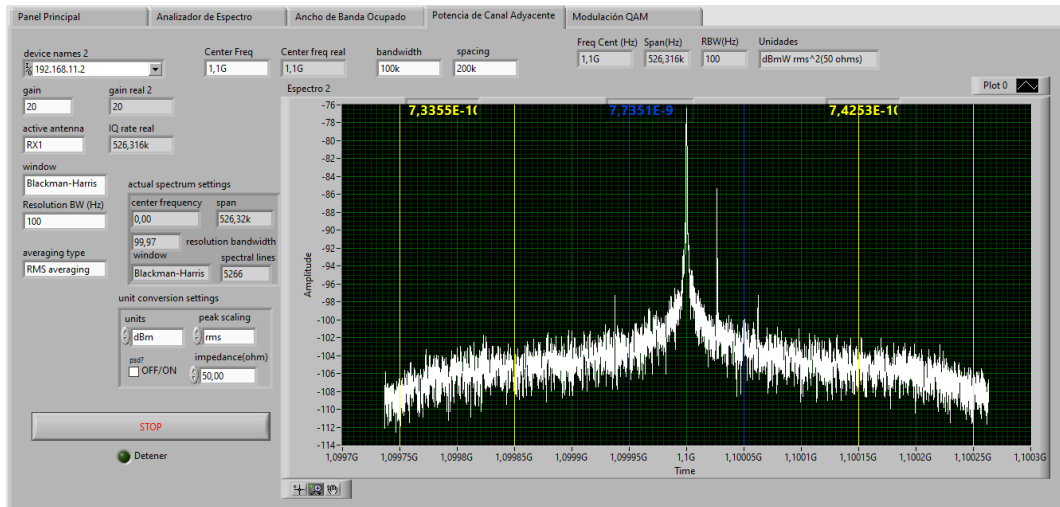 Panel Principal
Analizador de Espectro
Ancho de Banda Ocupado
Potencia de Canal Adyacente
Modulación QAM
device names 2
192.168.11.2
Center Freq
1,1G
Center freq real
1,1G
bandwidth
100k
spacing
200k
Freq Cent (Hz)
1,1G
Span(Hz)
526,316k
RBW(Hz)
100
Unidades
dBmW rms^2(50 ohms)
gain
20
gain real 2
20
active antenna
RX1
IQ rate real
526,316k
window
Blackman-Harris
Resolution BW (Hz)
100
averaging type
RMS averaging
actual spectrum settings
center frequency
0,00
span
526,32k
99,97
resolution bandwidth
window
Blackman-Harris
spectral lines
5266
unit conversion settings
units
dBm
peak scaling
rms
psd?
OFF/ON
impedance(ohm)
50,00
STOP
Detener
Espectro 2
Plot 0
7,3355E-1(
7,7351E-9
7,4253E-1(
Amplitude
-76
-78
-80
-82
-84
-86
-88
-90
-92
-94
-96
-98
-100
-102
-104
-106
-108
-110
-112
-114
1,0997G
1,09975G
1,0998G
1,09985G
1,0999G
1,09995G
1,1G
1,10005G
1,1001G
1,10015G
1,1002G
1,10025G
1,1003G
Time